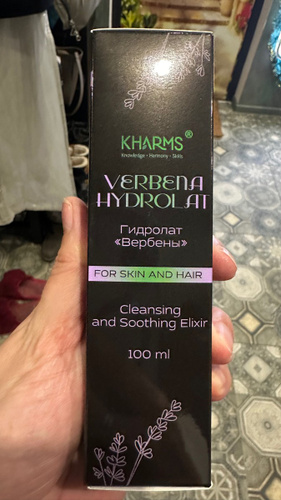 KHARMS®
Knowledge - Harmony - Skills
VERBENA
HYDROLAT
Гидролат
«Вербены»
FOR SKIN AND HAIR
Cleansing
and Soothing Elixir
100 ml